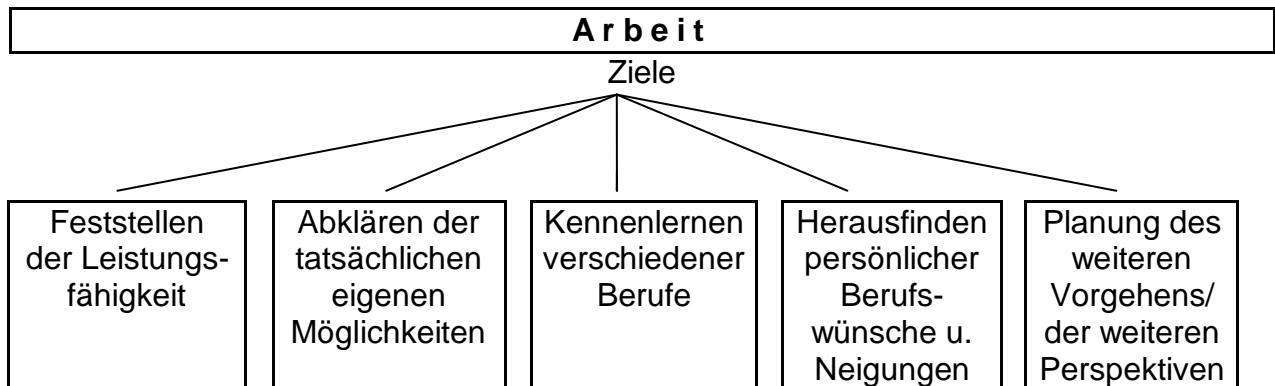 Arbeit
Ziele
Feststellen
der Leistungs-
fähigkeit
Abklären der
tatsächlichen
eigenen
Möglichkeiten
Kennenlernen
verschiedener
Berufe
Herausfinden
persönlicher
Berufs-
wünsche u.
Neigungen
Planung des
weiteren
Vorgehens/
der weiteren
Perspektiven